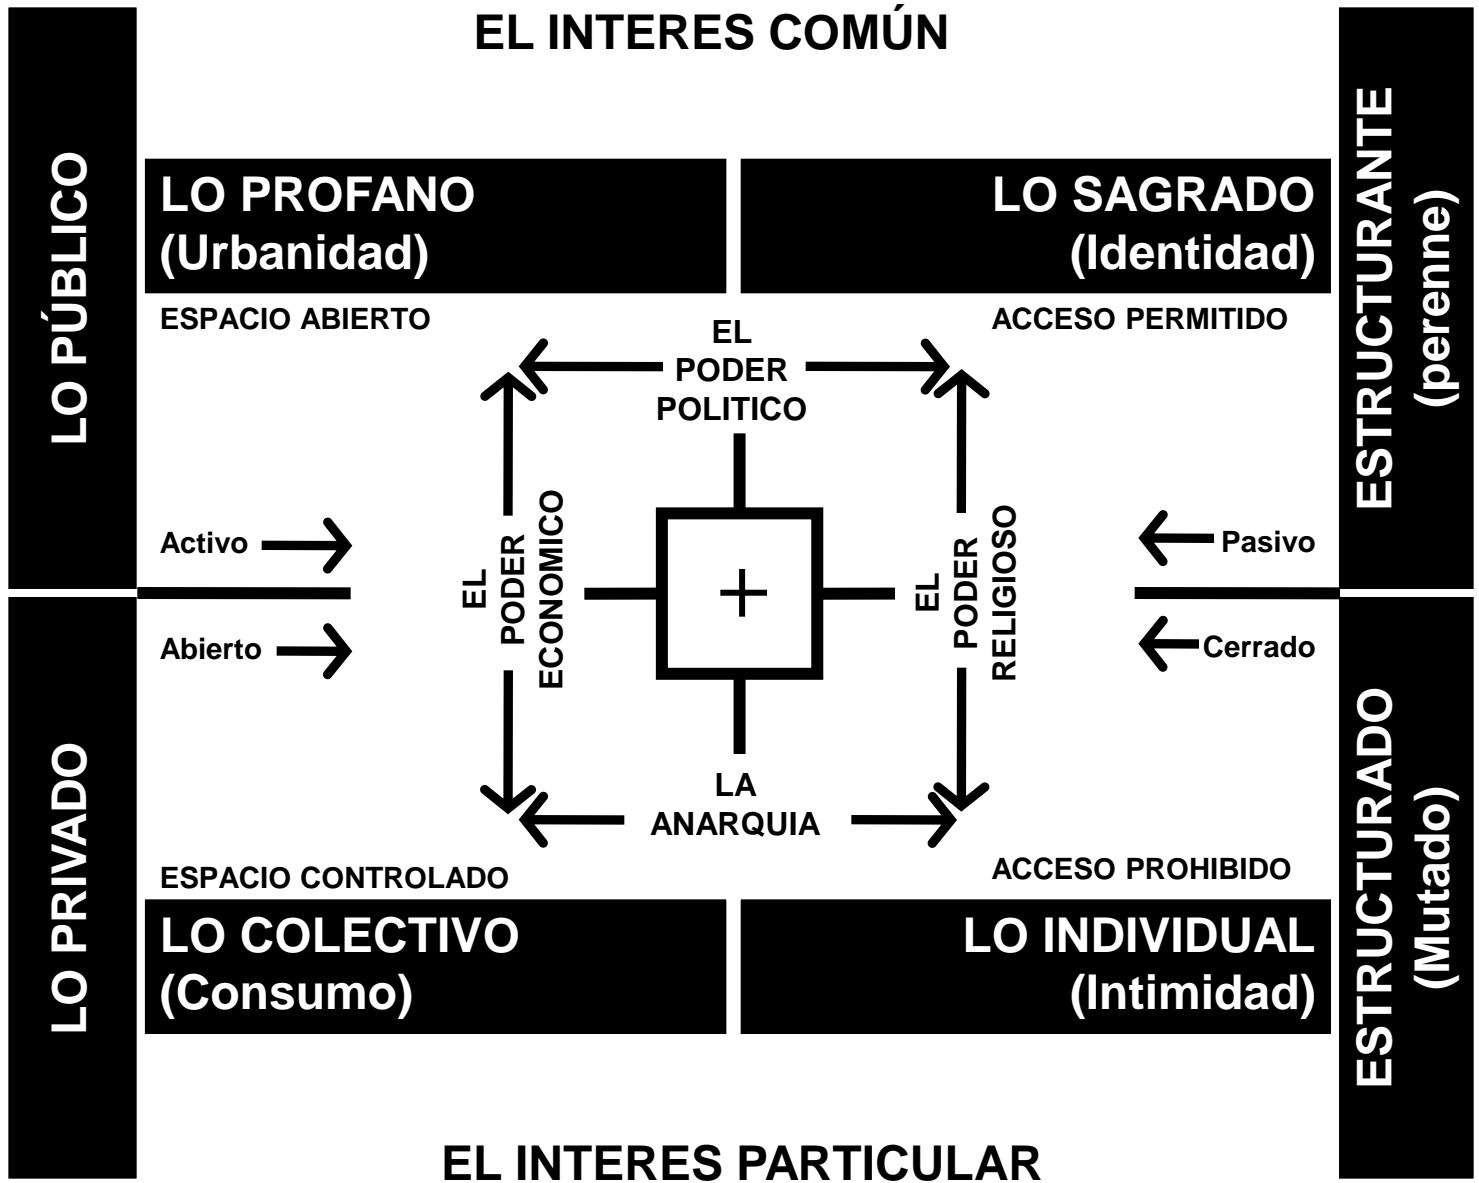 EL INTERES COMÚN
LO PÚBLICO
LO PROFANO
(Urbanidad)
LO SAGRADO
(Identidad)
ESTRUCTURANTE
(perenne)
ESPACIO ABIERTO
ACCESO PERMITIDO
EL
PODER
POLITICO
Activo
Abierto
EL
PODER
ECONOMICO
+
EL
PODER
RELIGIOSO
Pasivo
Cerrado
LA
ANARQUIA
ESPACIO CONTROLADO
ACCESO PROHIBIDO
LO PRIVADO
LO COLECTIVO
(Consumo)
LO INDIVIDUAL
(Intimidad)
ESTRUCTURADO
(Mutado)
EL INTERES PARTICULAR